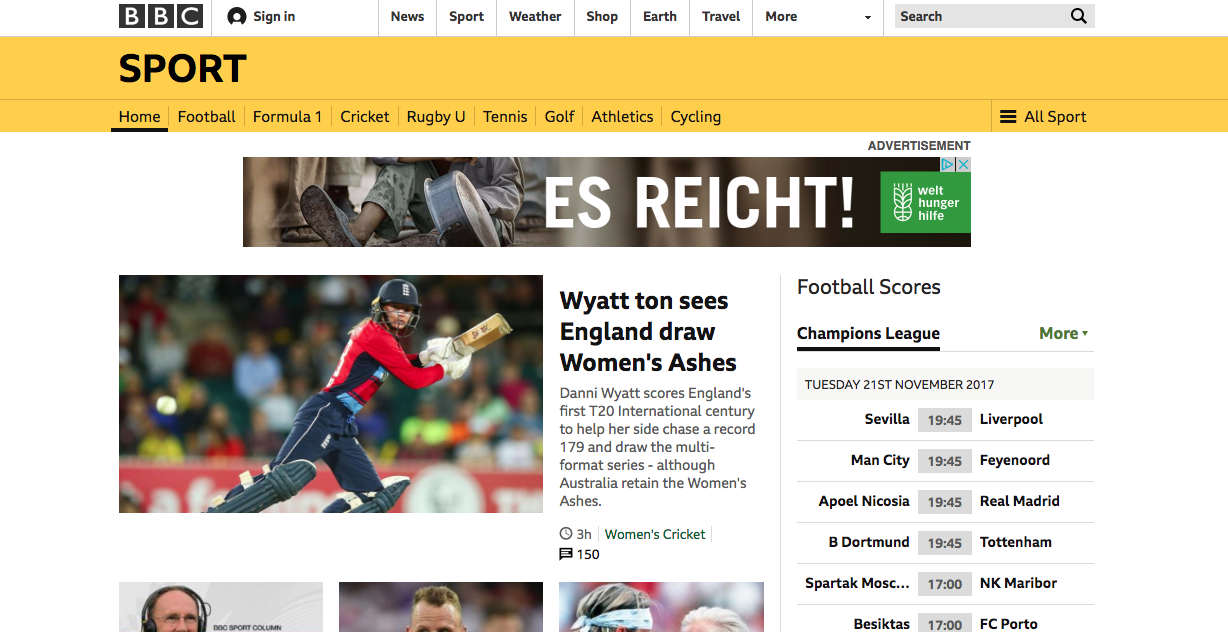 BBC
Sign in
News
Sport
Weather
Shop
Earth
Travel
More
Search
SPORT
Home
Football
Formula 1
Cricket
Rugby U
Tennis
Golf
Athletics
Cycling
All Sport
ADVERTISEMENT
ES REICHT!
welt
hunger
hilfe
Wyatt ton sees
England draw
Women's Ashes
Danni Wyatt scores England's
first T20 International century
to help her side chase a record
179 and draw the multi-
format series - although
Australia retain the Women's
Ashes.
3h
Women's Cricket
150
BBC SPORT COLUMN
Football Scores
Champions League
More
TUESDAY 21ST NOVEMBER 2017
Sevilla 19:45 Liverpool
Man City 19:45 Feyenoord
Apoel Nicosia 19:45 Real Madrid
B Dortmund 19:45 Tottenham
Spartak Mosc... 17:00 NK Maribor
Besiktas 17:00 FC Porto